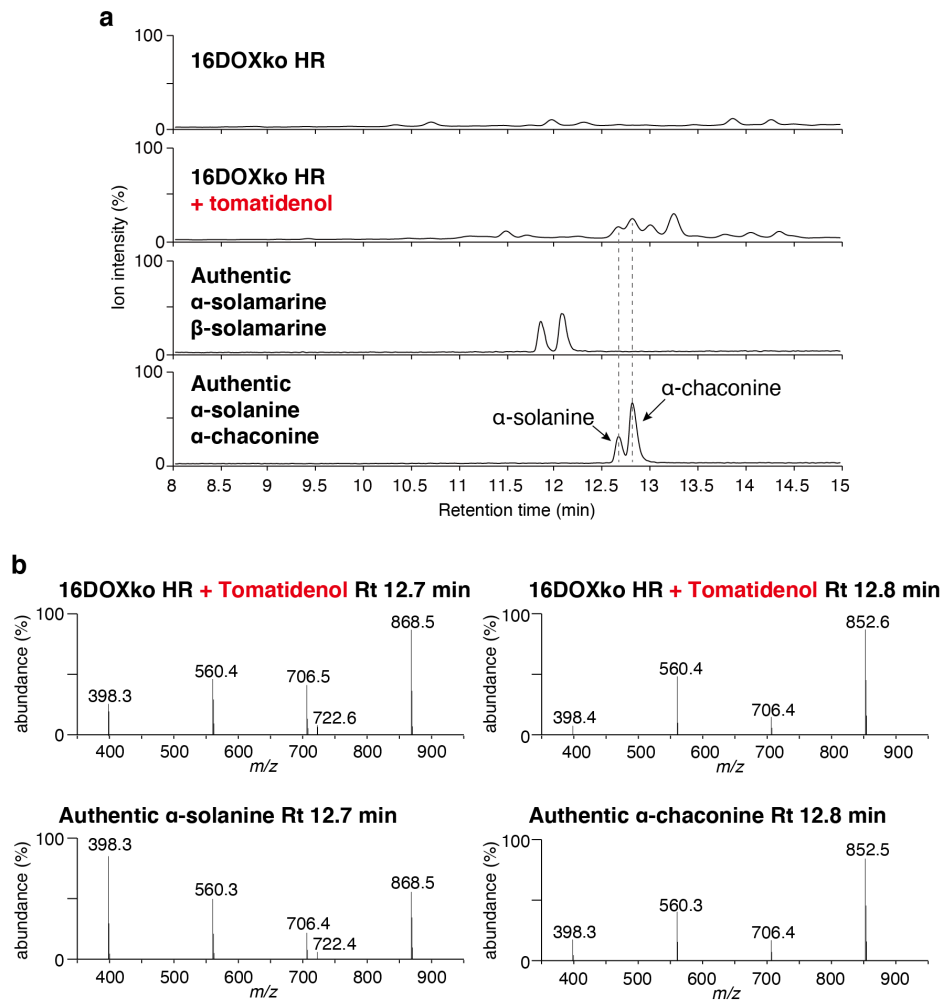 a
100
16DOXko HR
0
100
16DOXko HR
+ tomatidenol
0
Ion intensity (%)
100
Authentic
α-solamarine
β-solamarine
0
100
Authentic
α-solanine
α-chaconine
α-solanine
α-chaconine
0
8 8.5 9 9.5 10 10.5 11 11.5 12 12.5 13 13.5 14 14.5 15
Retention time (min)
b
16DOXko HR + Tomatidenol Rt 12.7 min
abundance (%)
100
0
398.3
560.4
706.5
722.6
868.5
400 500 600 700 800 900
m/z
16DOXko HR + Tomatidenol Rt 12.8 min
abundance (%)
100
0
398.4
560.4
706.4
852.6
400 500 600 700 800 900
m/z
Authentic α-solanine Rt 12.7 min
abundance (%)
100
0
398.3
560.3
706.4
722.4
868.5
400 500 600 700 800 900
m/z
Authentic α-chaconine Rt 12.8 min
abundance (%)
100
0
398.3
560.3
706.4
852.5
400 500 600 700 800 900
m/z